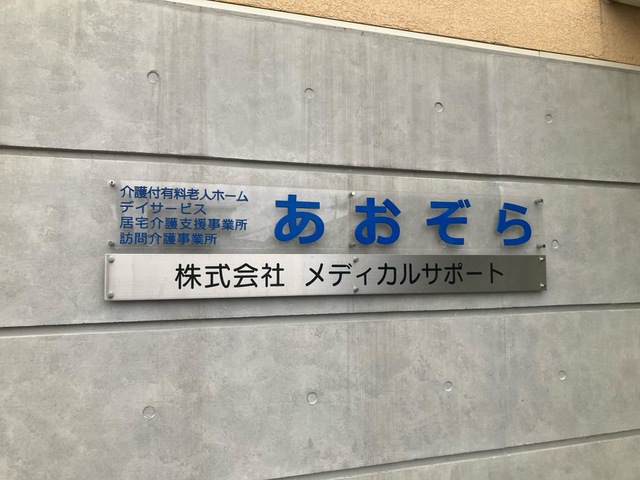 介護付有料老人ホーム
デイサービス
居宅介護支援事業所
訪問介護事業所
あおぞら
株式会社 メディカルサポート